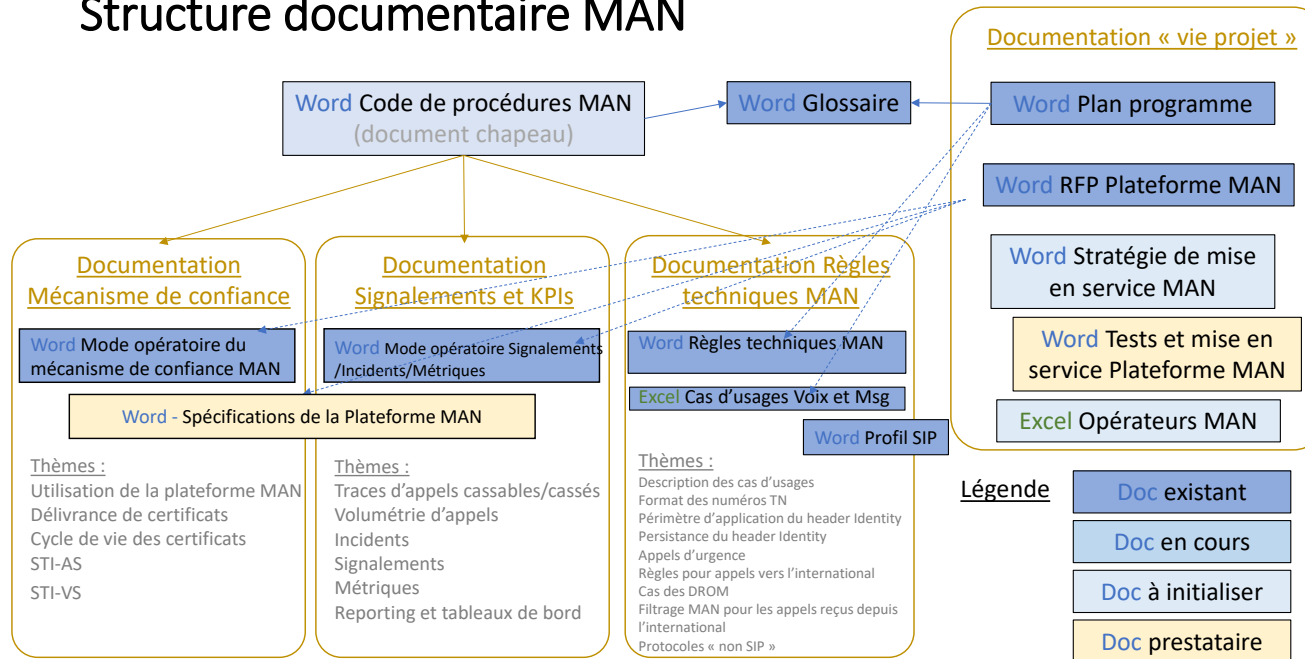 Structure documentaire MAN
Word Code de procédures MAN
(document chapeau)
Word Glossaire
Documentation « vie projet »
Word Plan programme
Word RFP Plateforme MAN
Word Stratégie de mise
en service MAN
Word Tests et mise en
service Plateforme MAN
Excel Opérateurs MAN
Documentation
Mécanisme de confiance
Word Mode opératoire du
mécanisme de confiance MAN
Word - Spécifications de la Plateforme MAN
Thèmes :
Utilisation de la plateforme MAN
Délivrance de certificats
Cycle de vie des certificats
STI-AS
STI-VS
Documentation
Signalements et KPIs
Word Mode opératoire Signalements
/Incidents/Métriques
Thèmes :
Traces d’appels cassables/cassés
Volumétrie d’appels
Incidents
Signalements
Métriques
Reporting et tableaux de bord
Documentation Règles
techniques MAN
Word Règles techniques MAN
Excel Cas d’usages Voix et Msg
Word Profil SIP
Thèmes :
Description des cas d’usages
Format des numéros TN
Périmètre d’application du header Identity
Persistance du header Identity
Appels d’urgence
Règles pour appels vers l’international
Cas des DROM
Filtrage MAN pour les appels reçus depuis
l’international
Protocoles « non SIP »
Légende
Doc existant
Doc en cours
Doc à initialiser
Doc prestataire